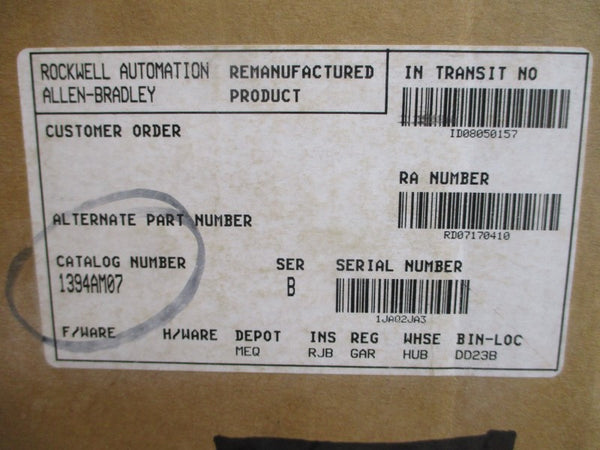 ROCKWELL AUTOMATION REMANUFACTURED
ALLEN-BRADLEY PRODUCT
IN TRANSIT NO
ID08050157
CUSTOMER ORDER
RA NUMBER
RD07170410
ALTERNATE PART NUMBER
CATALOG NUMBER SER SERIAL NUMBER
1394AM07 B
1JA02JA3
F/WARE H/WARE DEPOT INS REG WHSE BIN-LOC
MEQ RJB GAR HUB DD23B